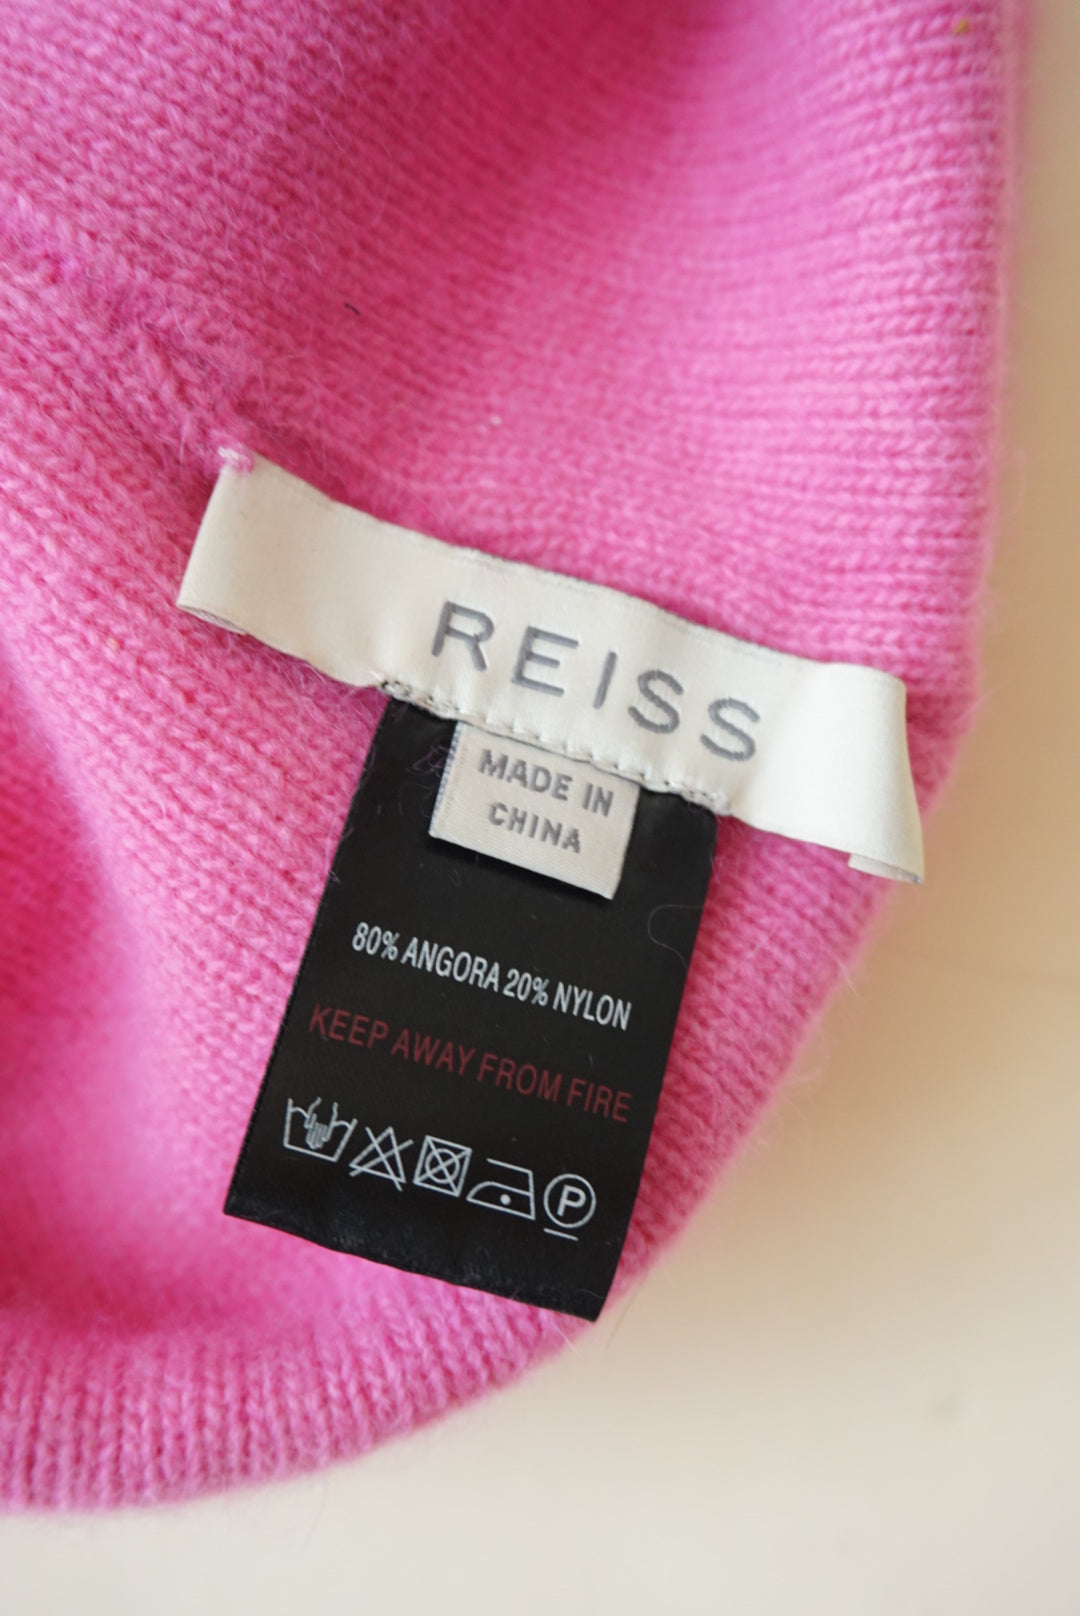 REISS
MADE IN
CHINA
80% ANGORA 20% NYLON
KEEP AWAY FROM FIRE
P